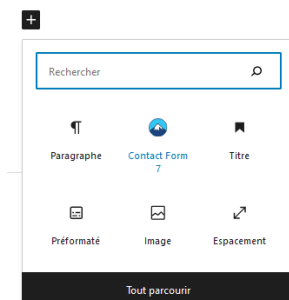 Rechercher
Paragraphe
Contact Form
7
Titre
Préformaté
Image
Espacement
Tout parcourir